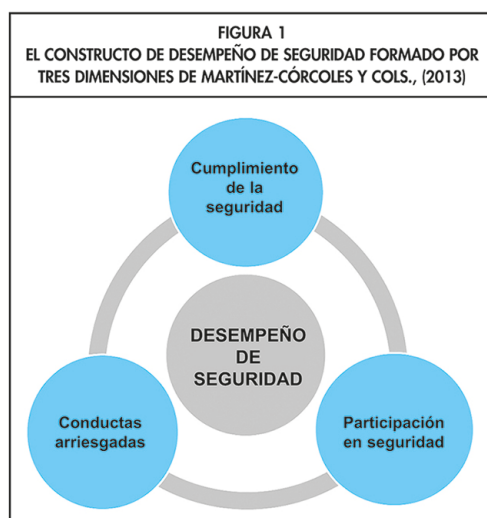 FIGURA 1
EL CONSTRUCTO DE DESEMPEÑO DE SEGURIDAD FORMADO POR
TRES DIMENSIONES DE MARTÍNEZ-CÓRCOLES Y COLS., (2013)
Cumplimiento
de la
seguridad
DESEMPEÑO
DE
SEGURIDAD
Conductas
arriesgadas
Participación
en seguridad